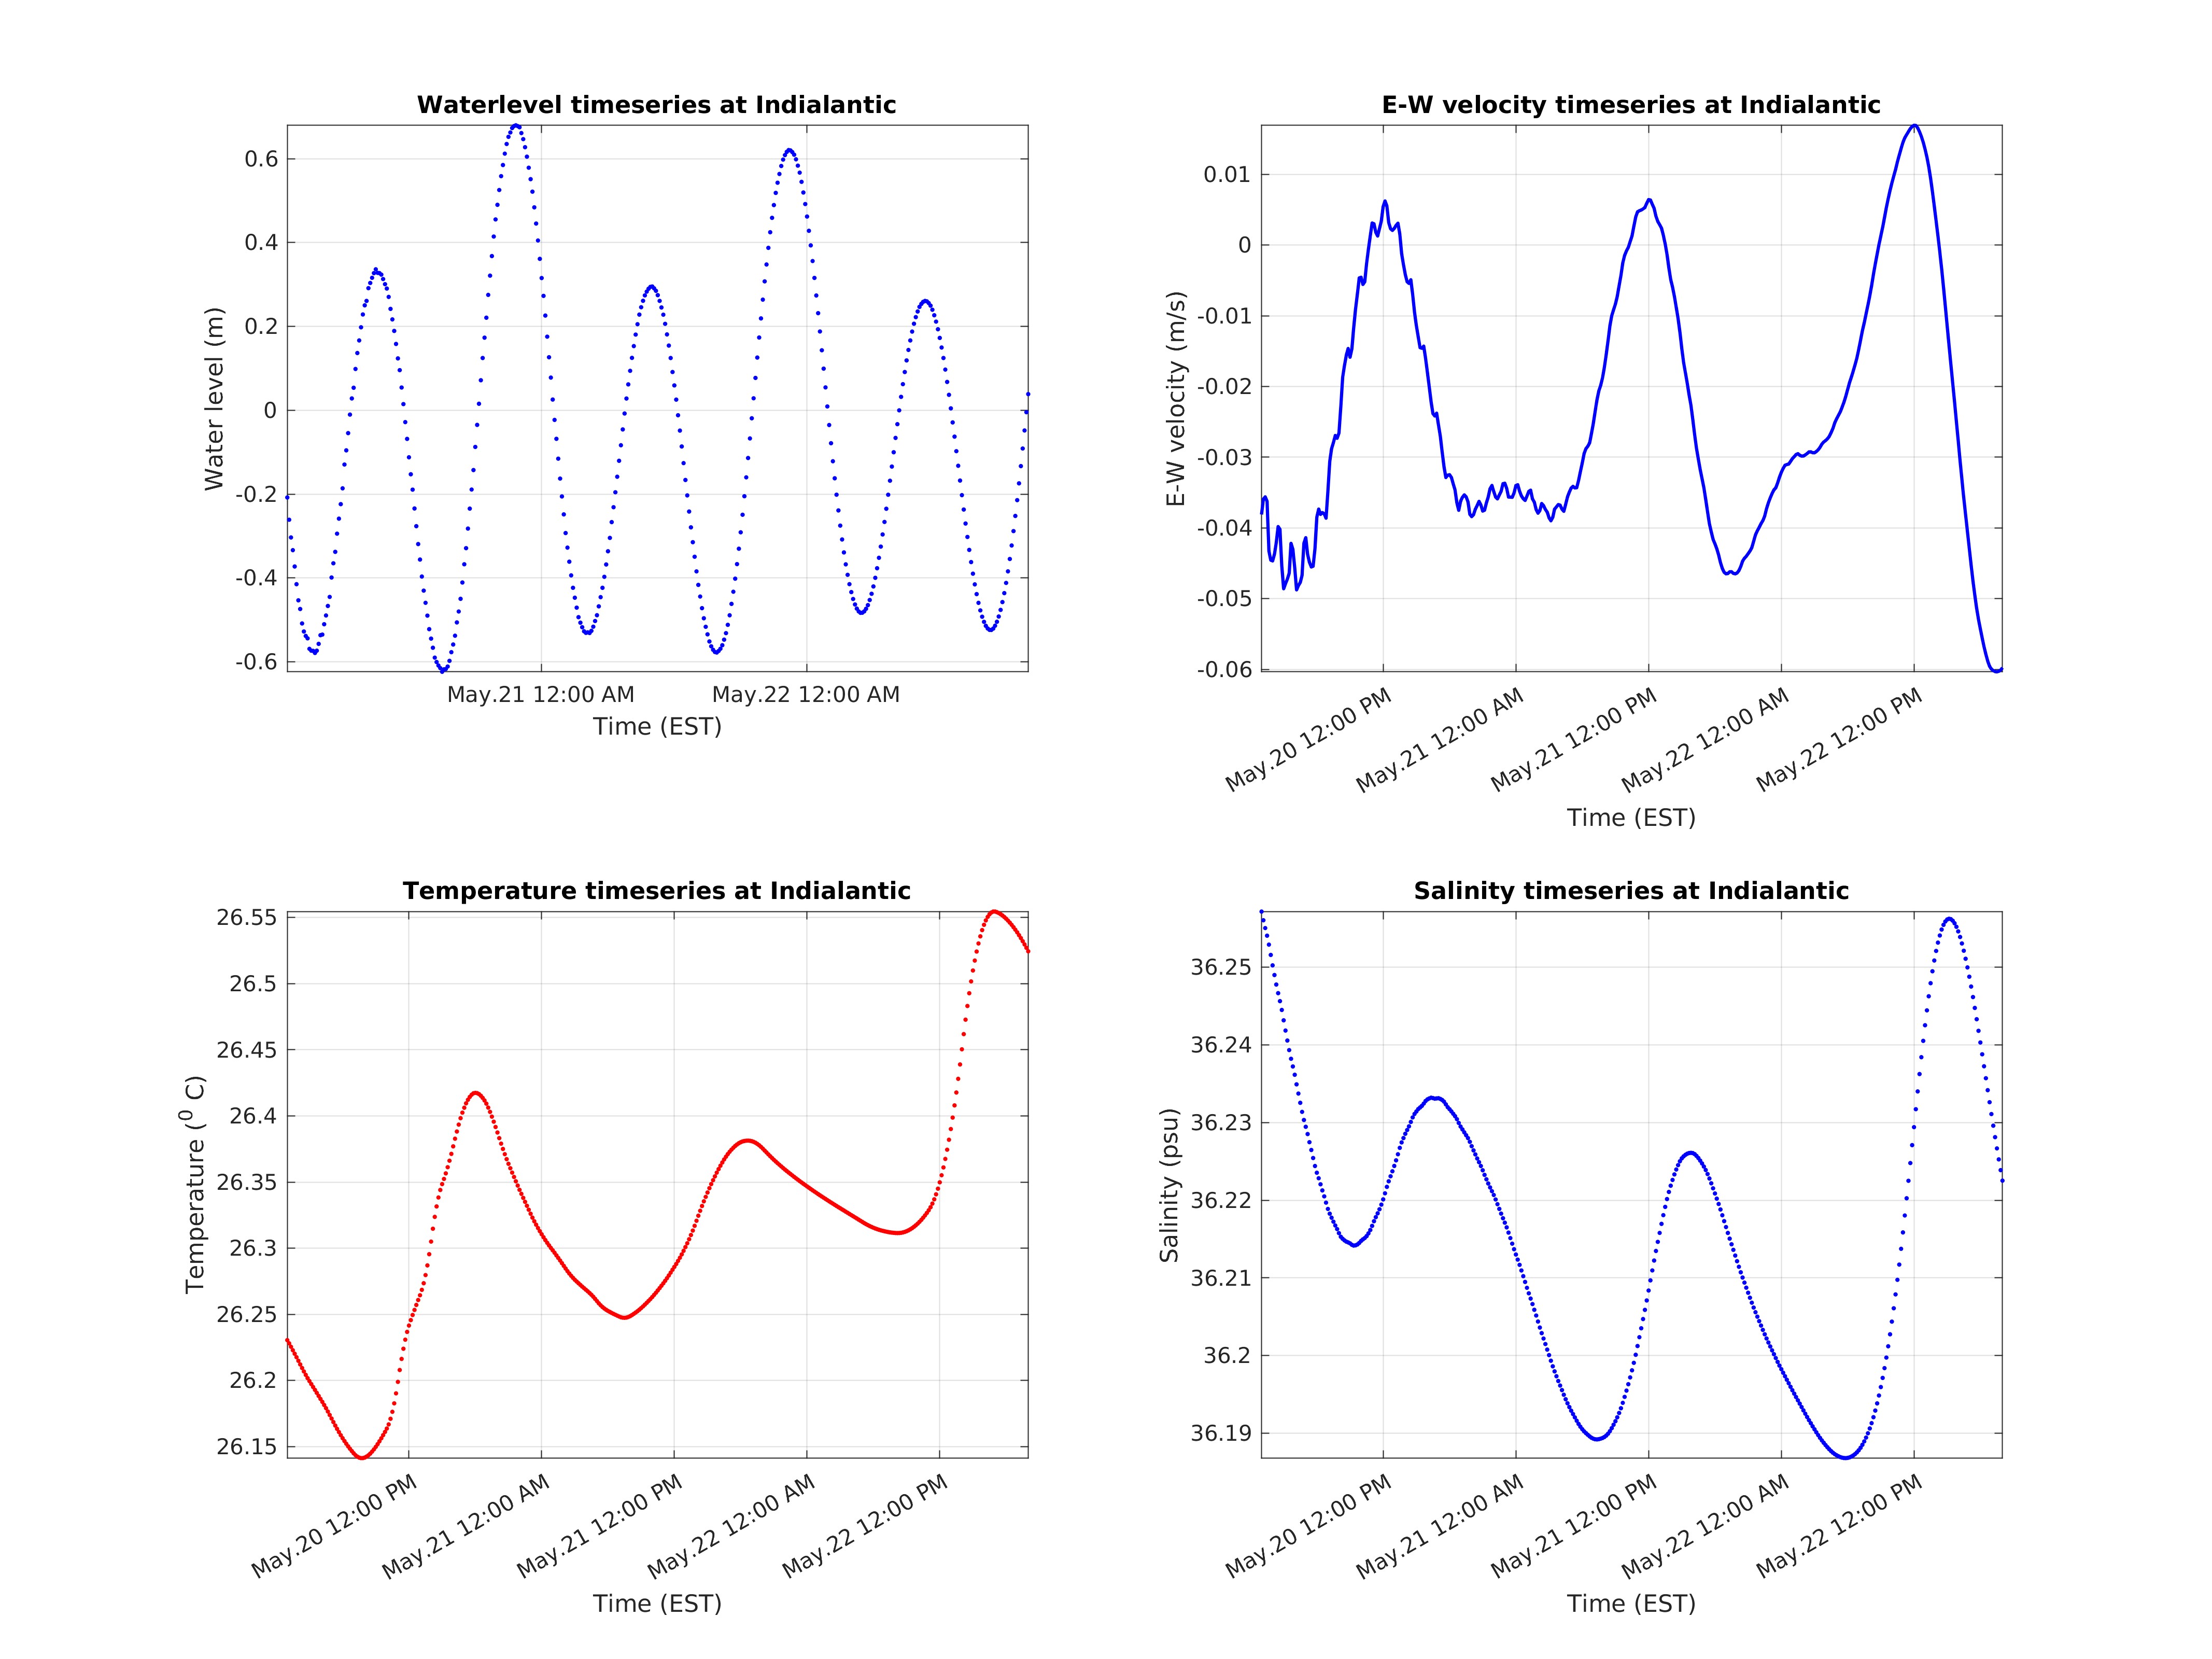 Waterlevel timeseries at Indialantic
0.6
0.4
0.2
0
-0.2
-0.4
-0.6
Water level (m)
May.21 12:00 AM
May.22 12:00 AM
Time (EST)
E-W velocity timeseries at Indialantic
0.01
0
-0.01
-0.02
-0.03
-0.04
-0.05
-0.06
E-W velocity (m/s)
May.20 12:00 PM
May.21 12:00 AM
May.21 12:00 PM
May.22 12:00 AM
May.22 12:00 PM
Time (EST)
Temperature timeseries at Indialantic
26.55
26.5
26.45
26.4
26.35
26.3
26.25
26.2
26.15
Temperature (⁰ C)
May.20 12:00 PM
May.21 12:00 AM
May.21 12:00 PM
May.22 12:00 AM
May.22 12:00 PM
Time (EST)
Salinity timeseries at Indialantic
36.25
36.24
36.23
36.22
36.21
36.2
36.19
Salinity (psu)
May.20 12:00 PM
May.21 12:00 AM
May.21 12:00 PM
May.22 12:00 AM
May.22 12:00 PM
Time (EST)